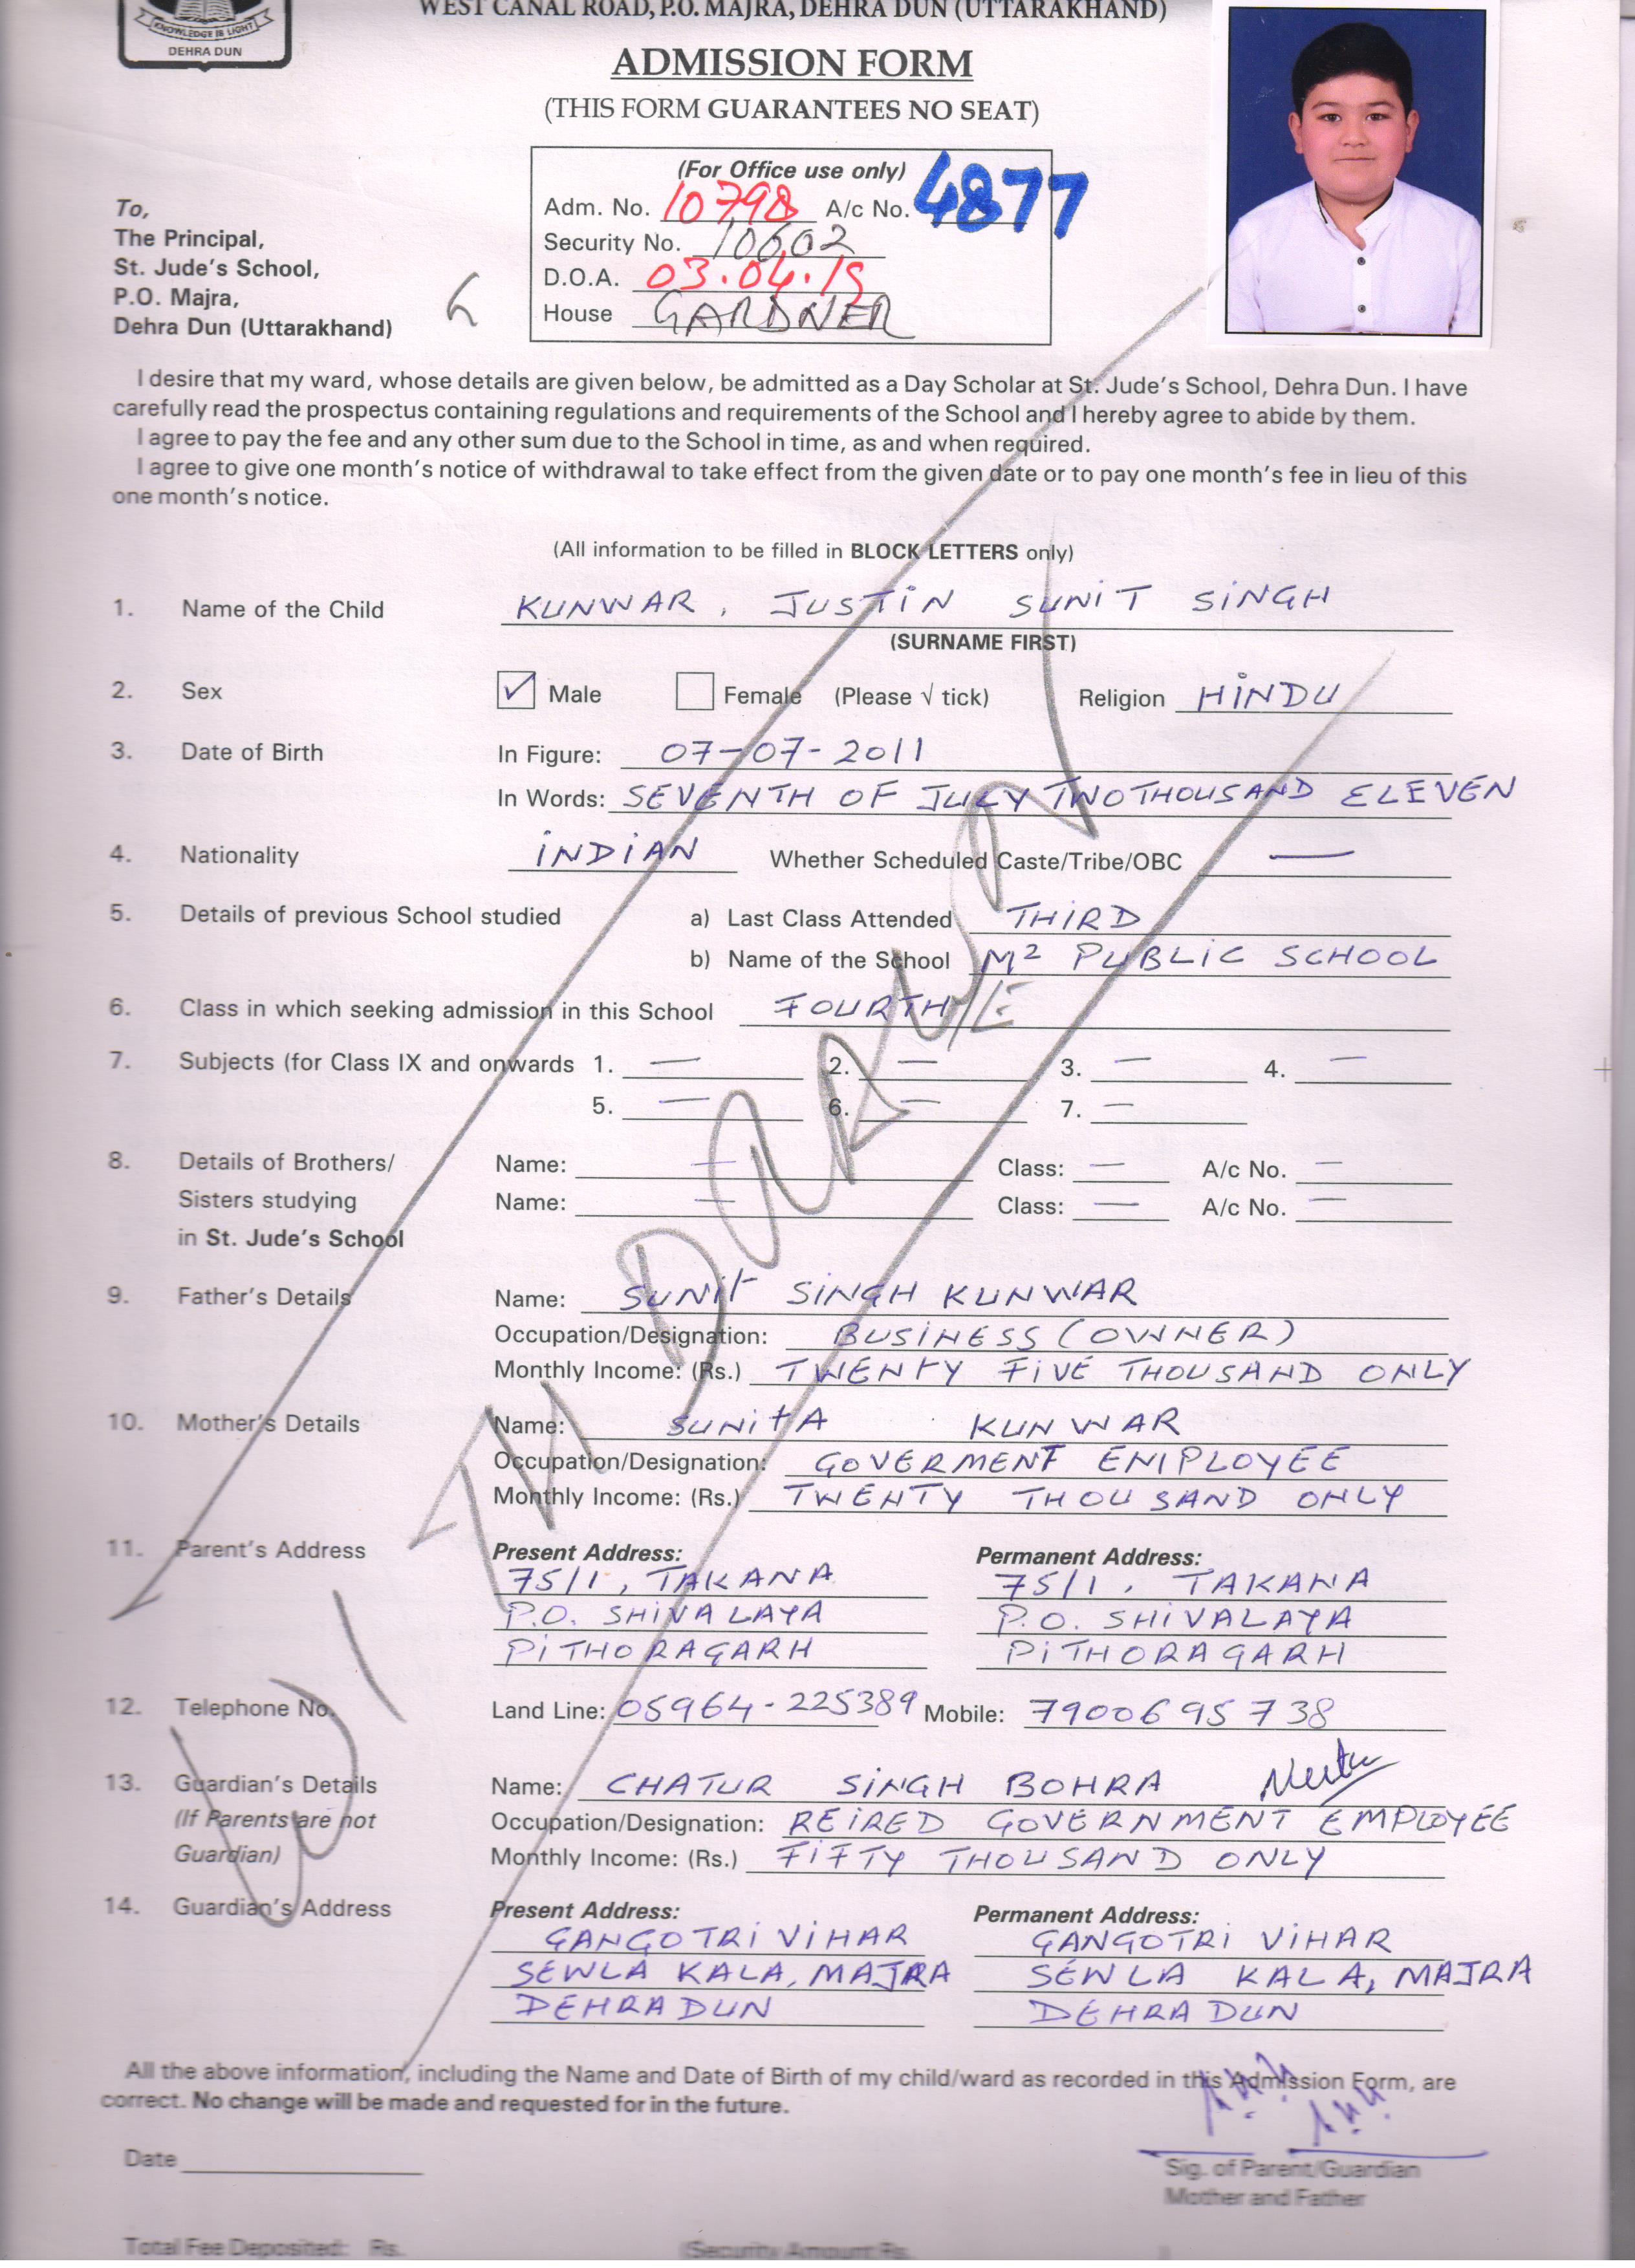 WEST CANAL ROAD, P.O. MAJRA, DEHRA DUN (UTTARAKHAND)
KNOWLEDGE IS LIGHT
DEHRA DUN
ADMISSION FORM
(THIS FORM GUARANTEES NO SEAT)
(For Office use only)
Adm. No. 10798 A/c No. 4877
Security No. 10602
D.O.A. 03.04.19
House GARDNER
To,
The Principal,
St. Jude's School,
P.O. Majra,
Dehra Dun (Uttarakhand)
I desire that my ward, whose details are given below, be admitted as a Day Scholar at St. Jude's School, Dehra Dun. I have
carefully read the prospectus containing regulations and requirements of the School and I hereby agree to abide by them.
I agree to pay the fee and any other sum due to the School in time, as and when required.
I agree to give one month's notice of withdrawal to take effect from the given date or to pay one month's fee in lieu of this
one month's notice.
(All information to be filled in BLOCK LETTERS only)
1. Name of the Child KUNWAR, JUSTIN SUNIT SINGH
(SURNAME FIRST)
2. Sex ✓ Male Female (Please √ tick) Religion HINDU
3. Date of Birth In Figure: 07-07-2011
In Words: SEVENTH OF JULY TWOTHOUSAND ELEVEN
4. Nationality INDIAN Whether Scheduled Caste/Tribe/OBC —
5. Details of previous School studied a) Last Class Attended THIRD
b) Name of the School M² PUBLIC SCHOOL
6. Class in which seeking admission in this School FOURTH/E
7. Subjects (for Class IX and onwards 1. — 2. — 3. — 4. —
5. — 6. — 7. —
8. Details of Brothers/ Name: — Class: — A/c No. —
Sisters studying Name: — Class: — A/c No. —
in St. Jude's School
9. Father's Details Name: SUNIT SINGH KUNWAR
Occupation/Designation: BUSINESS (OWNER)
Monthly Income: (Rs.) TWENTY FIVE THOUSAND ONLY
10. Mother's Details Name: SUNITA KUNWAR
Occupation/Designation: GOVERMENT EMPLOYEE
Monthly Income: (Rs.) TWENTY THOUSAND ONLY
11. Parent's Address Present Address: Permanent Address:
75/1, TAKANA 75/1, TAKANA
P.O. SHIVALAYA P.O. SHIVALAYA
PITHORAGARH PITHORAGARH
12. Telephone No. Land Line: 05964-225389 Mobile: 7900695738
13. Guardian's Details Name: CHATUR SINGH BOHRA
(If Parents are not Occupation/Designation: REIRED GOVERNMENT EMPLOYEE
Guardian) Monthly Income: (Rs.) FIFTY THOUSAND ONLY
14. Guardian's Address Present Address: Permanent Address:
GANGOTRI VIHAR GANGOTRI VIHAR
SEWLA KALA, MAJRA SEWLA KALA, MAJRA
DEHRADUN DEHRADUN
All the above information, including the Name and Date of Birth of my child/ward as recorded in this Admission Form, are
correct. No change will be made and requested for in the future.
Date
Sig. of Parent/Guardian
Mother and Father
Total Fee Deposited: Rs. (Security Amount Rs.